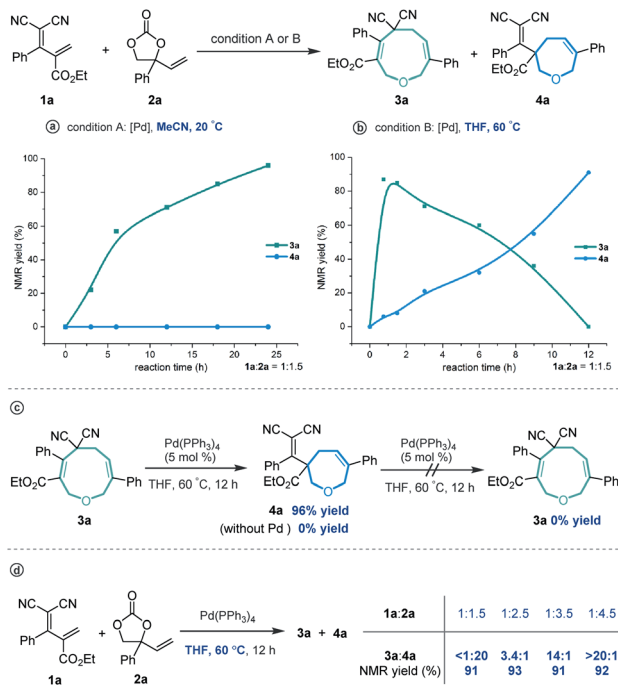 CN CN
Ph
CO₂Et
1a
+
O
O O
Ph
2a
condition A or B
NC CN
Ph
EtO₂C
O
Ph
3a
+
CN CN
Ph
EtO₂C
O
Ph
4a
ⓐ condition A: [Pd], MeCN, 20 °C
NMR yield (%)
100
80
60
40
20
0
0 5 10 15 20 25
reaction time (h)
3a
4a
1a:2a = 1:1.5
ⓑ condition B: [Pd], THF, 60 °C
NMR yield (%)
100
80
60
40
20
0
0 2 4 6 8 10 12
reaction time (h)
3a
4a
1a:2a = 1:1.5
ⓒ
NC CN
Ph
EtO₂C
O
Ph
3a
Pd(PPh₃)₄
(5 mol %)
THF, 60 °C, 12 h
CN CN
Ph
EtO₂C
O
Ph
4a 96% yield
(without Pd ) 0% yield
Pd(PPh₃)₄
(5 mol %)
THF, 60 °C, 12 h
NC CN
Ph
EtO₂C
O
Ph
3a 0% yield
ⓓ
CN CN
Ph
CO₂Et
1a
+
O
O O
Ph
2a
Pd(PPh₃)₄
THF, 60 °C, 12 h
3a + 4a
1a:2a 1:1.5 1:2.5 1:3.5 1:4.5
3a:4a <1:20 3.4:1 14:1 >20:1
NMR yield (%) 91 93 91 92